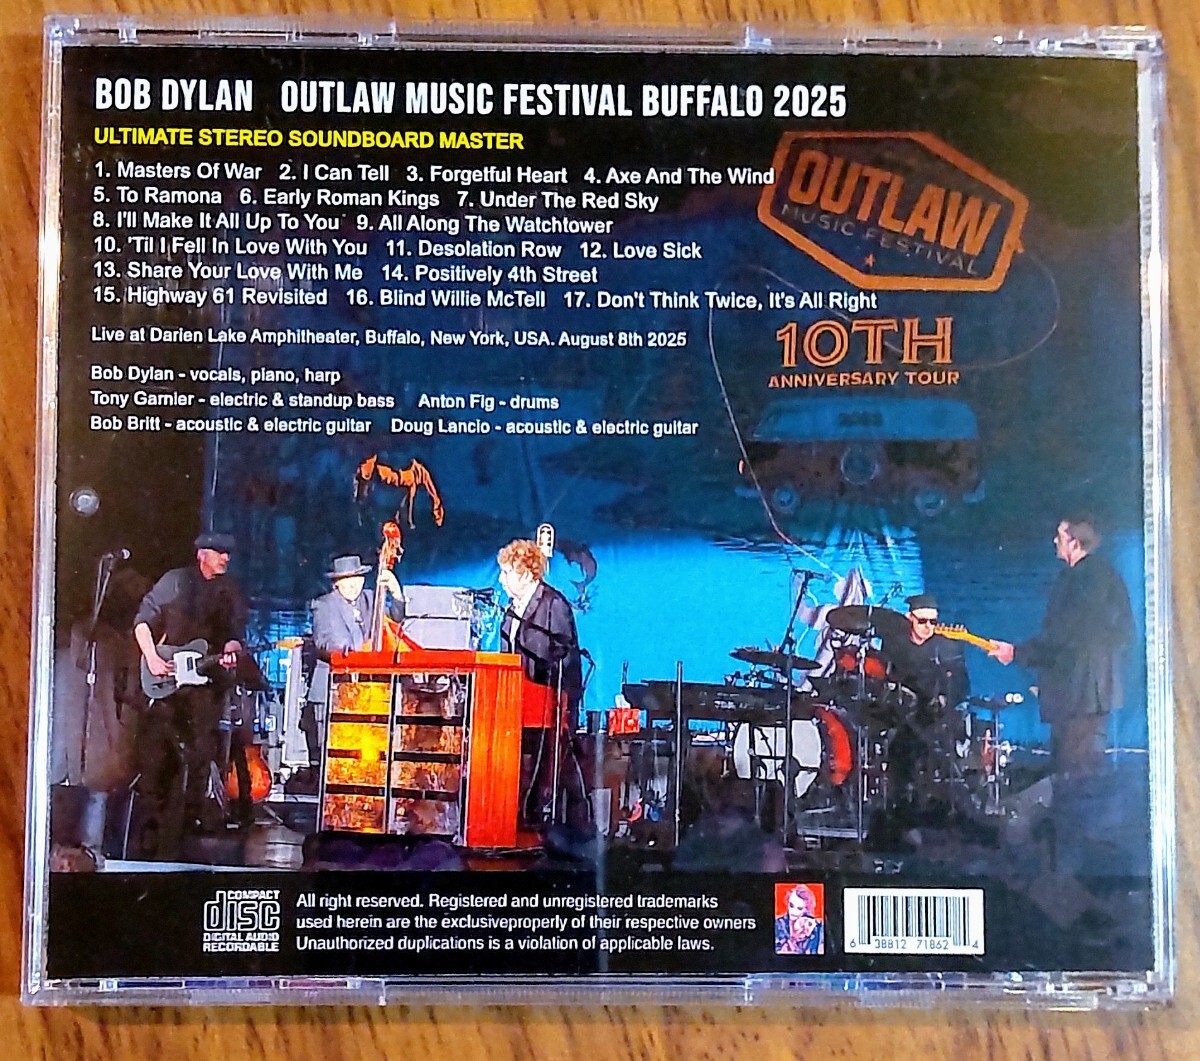 BOB DYLAN OUTLAW MUSIC FESTIVAL BUFFALO 2025
ULTIMATE STEREO SOUNDBOARD MASTER
1. Masters Of War 2. I Can Tell 3. Forgetful Heart 4. Axe And The Wind
5. To Ramona 6. Early Roman Kings 7. Under The Red Sky
8. I'll Make It All Up To You 9. All Along The Watchtower
10. 'Til I Fell In Love With You 11. Desolation Row 12. Love Sick
13. Share Your Love With Me 14. Positively 4th Street
15. Highway 61 Revisited 16. Blind Willie McTell 17. Don't Think Twice, It's All Right
Live at Darien Lake Amphitheater, Buffalo, New York, USA. August 8th 2025
Bob Dylan - vocals, piano, harp
Tony Garnier - electric & standup bass Anton Fig - drums
Bob Britt - acoustic & electric guitar Doug Lancio - acoustic & electric guitar
OUTLAW
MUSIC FESTIVAL
10TH
ANNIVERSARY TOUR
COMPACT
disc
DIGITAL AUDIO
RECORDABLE
All right reserved. Registered and unregistered trademarks
used herein are the exclusiveproperly of their respective owners
Unauthorized duplications is a violation of applicable laws.
6 38812 71862 4